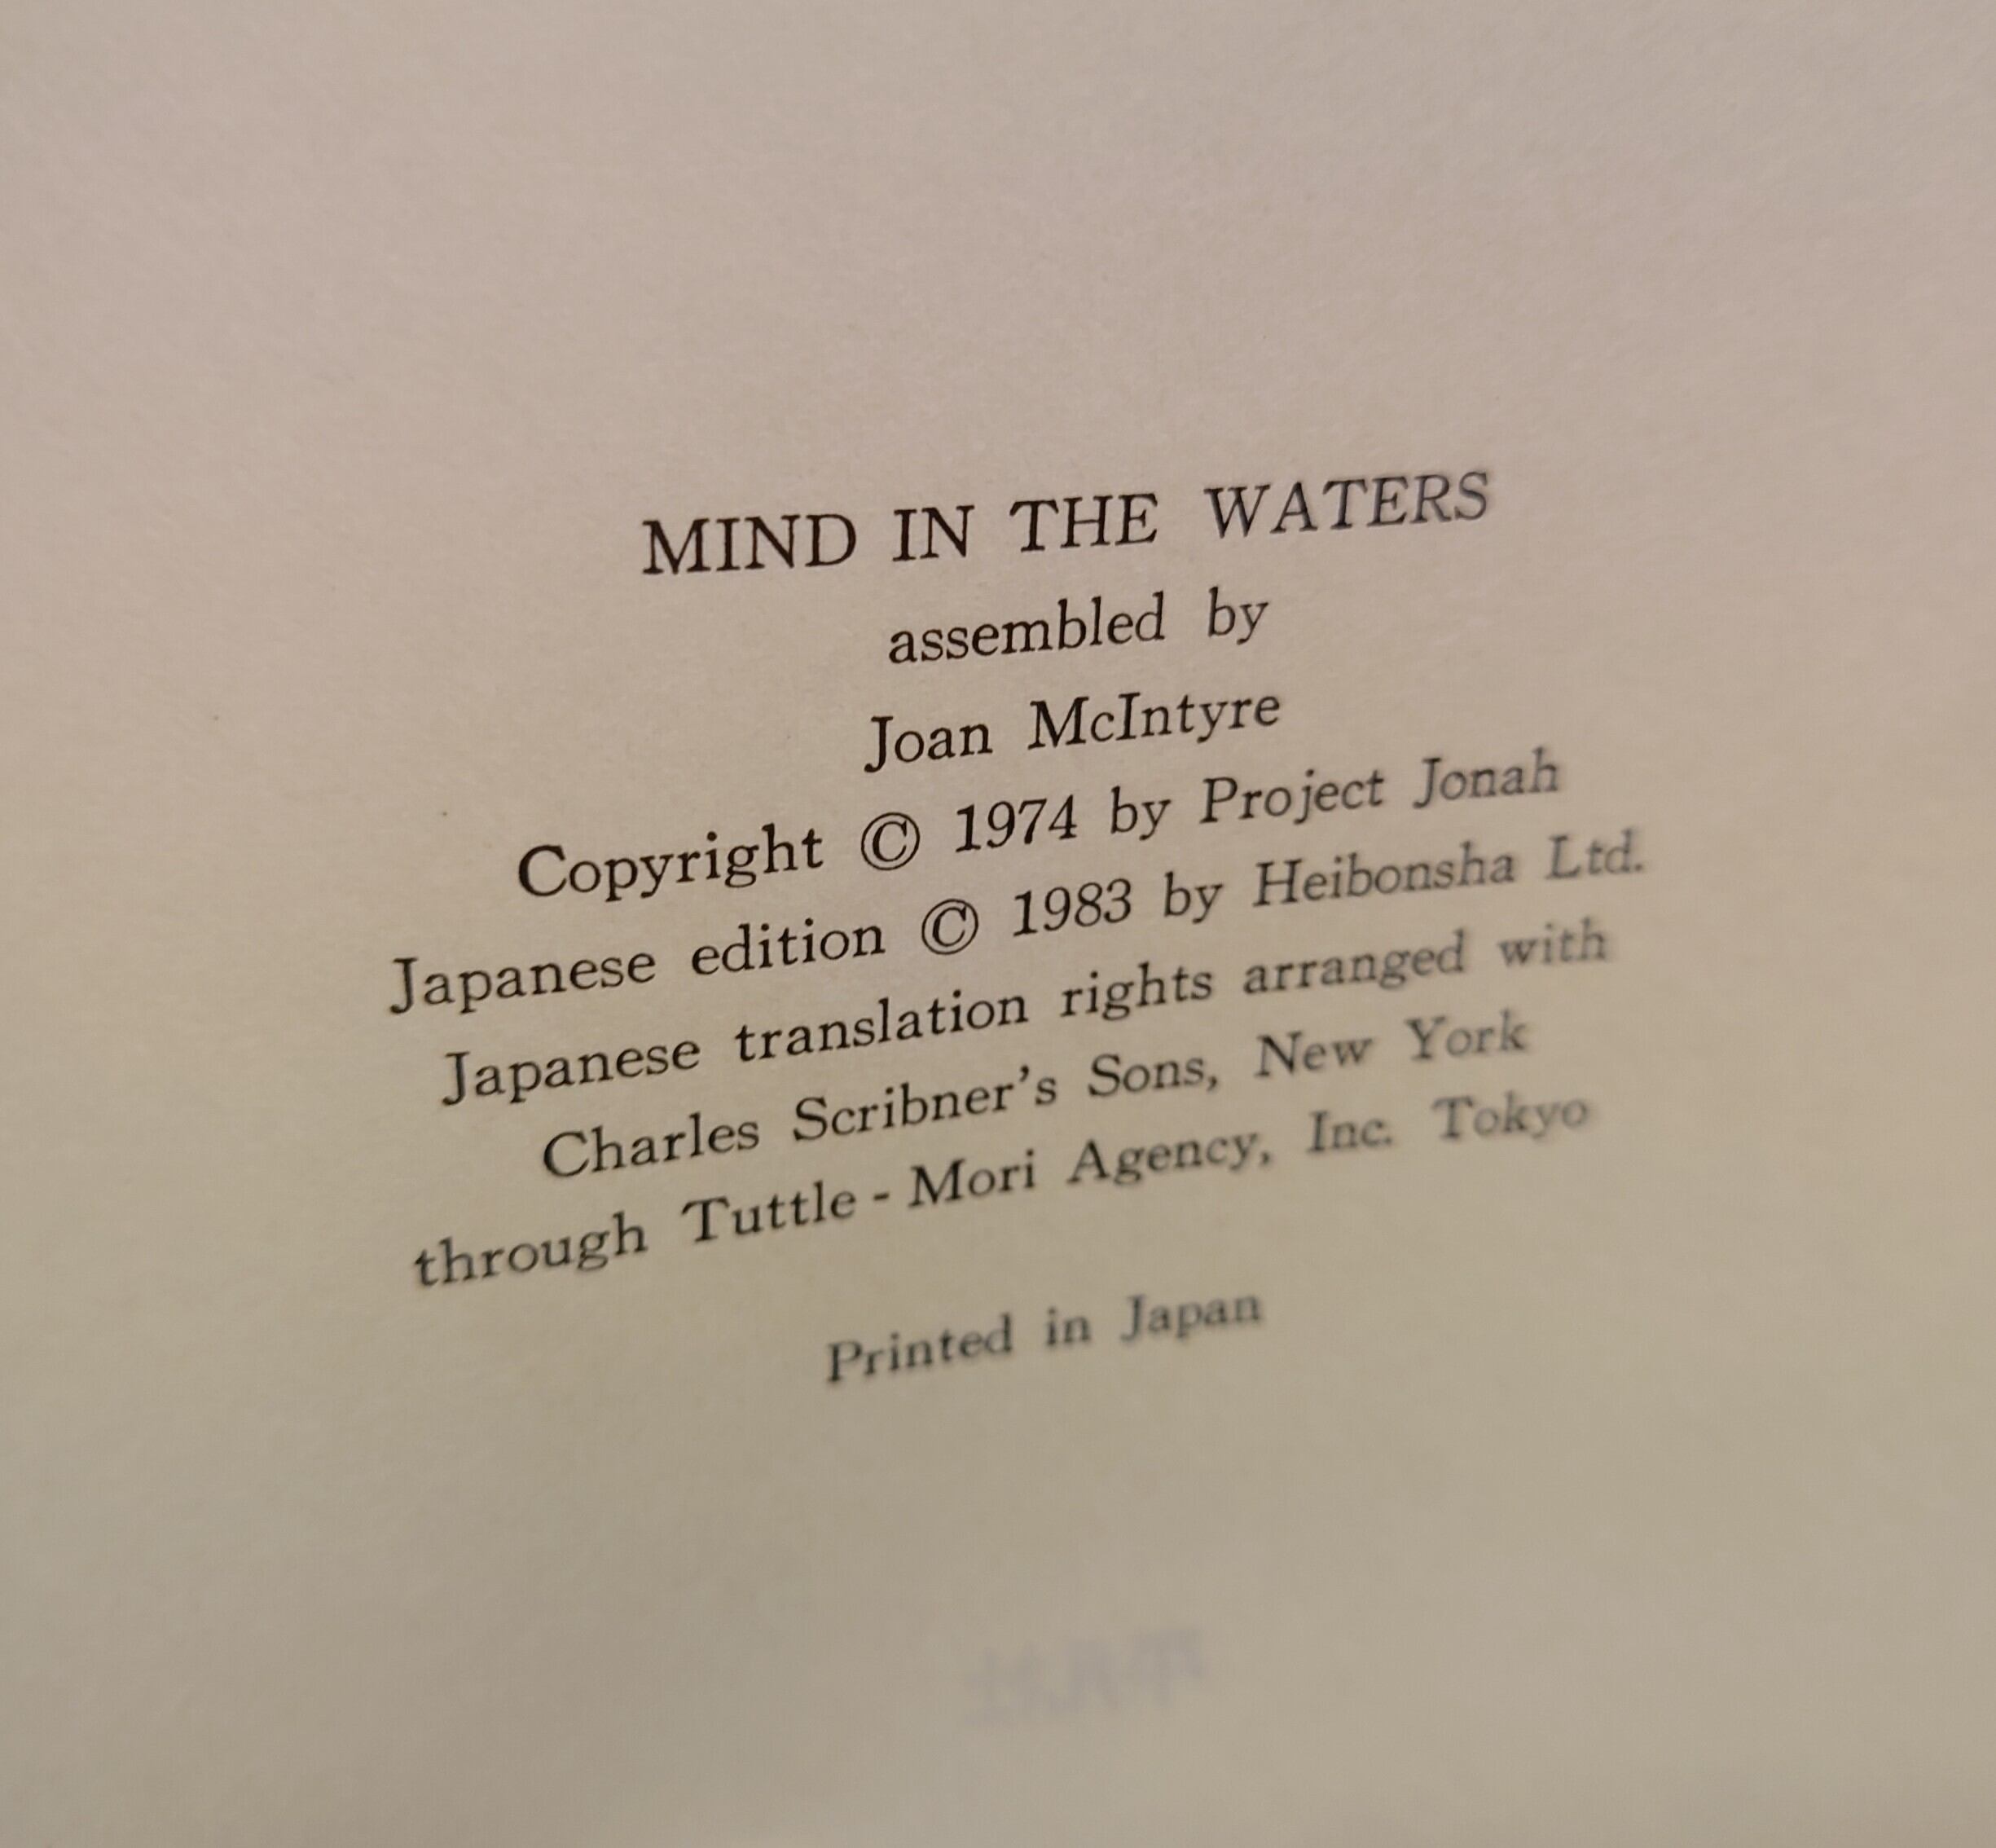 MIND IN THE WATERS
assembled by
Joan McIntyre
Copyright © 1974 by Project Jonah
Japanese edition © 1983 by Heibonsha Ltd.
Japanese translation rights arranged with
Charles Scribner's Sons, New York
through Tuttle - Mori Agency, Inc. Tokyo
Printed in Japan